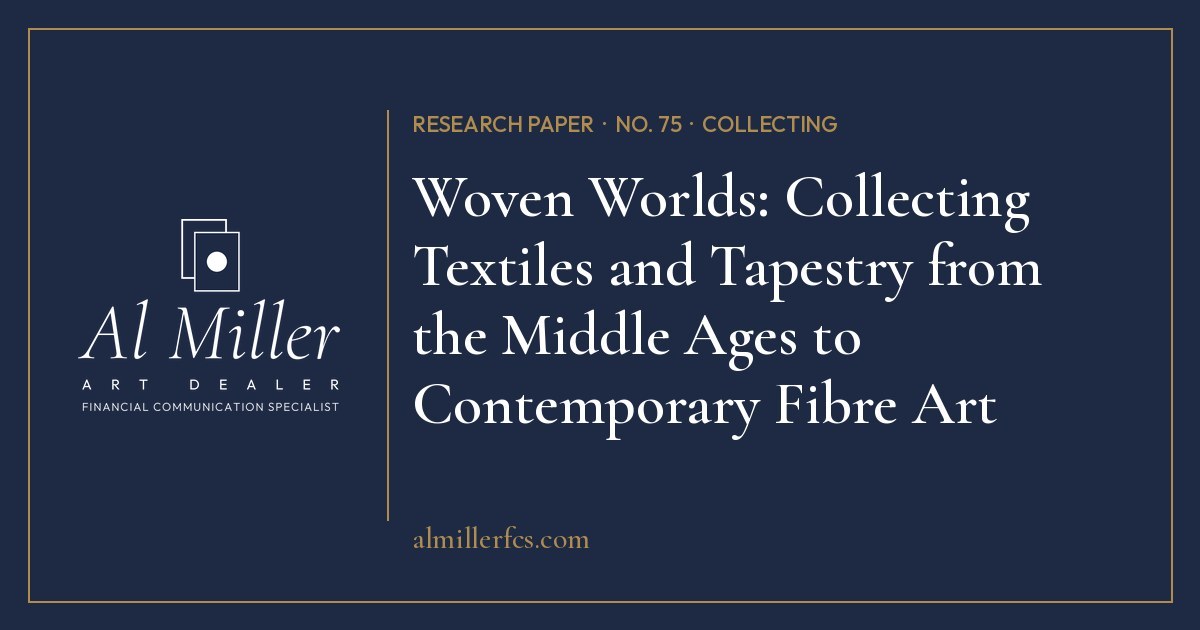 Al Miller
ART DEALER
FINANCIAL COMMUNICATION SPECIALIST
RESEARCH PAPER · NO. 75 · COLLECTING
Woven Worlds: Collecting
Textiles and Tapestry from
the Middle Ages to
Contemporary Fibre Art
almillerfcs.com